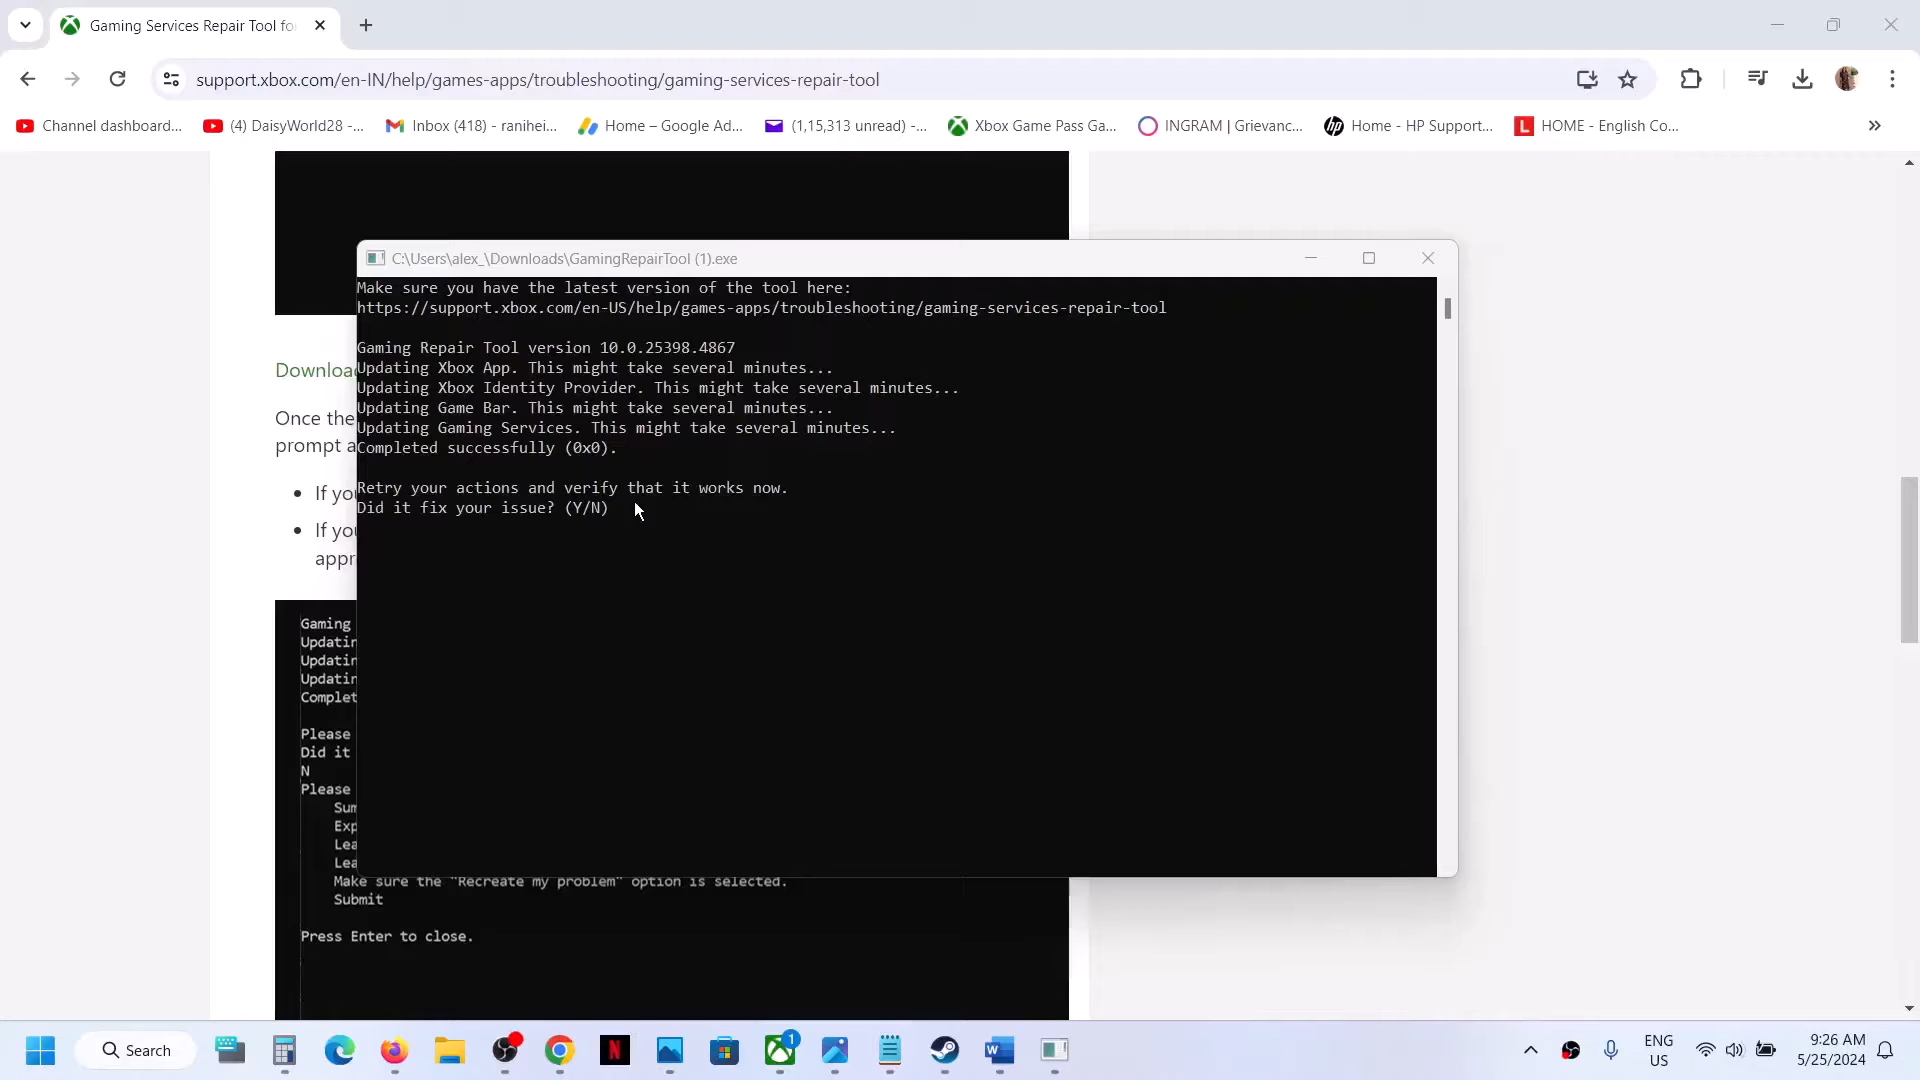 Gaming Services Repair Tool fo
support.xbox.com/en-IN/help/games-apps/troubleshooting/gaming-services-repair-tool
Channel dashboard...
(4) DaisyWorld28 -...
Inbox (418) - ranihei...
Home – Google Ad...
(1,15,313 unread) -...
Xbox Game Pass Ga...
INGRAM | Grievanc...
hp
Home - HP Support...
L
HOME - English Co...
C:\Users\alex_\Downloads\GamingRepairTool (1).exe
Make sure you have the latest version of the tool here:
https://support.xbox.com/en-US/help/games-apps/troubleshooting/gaming-services-repair-tool
Gaming Repair Tool version 10.0.25398.4867
Updating Xbox App. This might take several minutes...
Updating Xbox Identity Provider. This might take several minutes...
Updating Game Bar. This might take several minutes...
Updating Gaming Services. This might take several minutes...
Completed successfully (0x0).
Retry your actions and verify that it works now.
Did it fix your issue? (Y/N)
Downloa
Once the
prompt a
If you
If you
appr
Gaming
Updatin
Updatin
Updatin
Complet
Please
Did it
N
Please
Sum
Exp
Lea
Lea
Make sure the "Recreate my problem" option is selected.
Submit
Press Enter to close.
Search
N
1
W
ENG
US
9:26 AM
5/25/2024